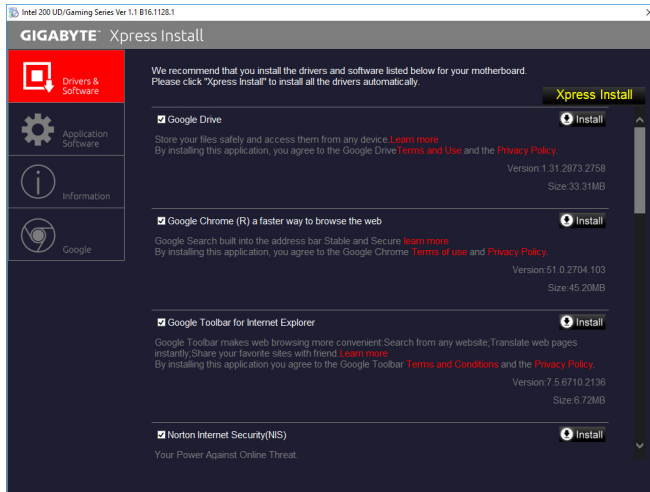 Intel 200 UD/Gaming Series Ver 1.1 B16.1128.1
GIGABYTE™ Xpress Install
Drivers &
Software
Application
Software
Information
Google
We recommend that you install the drivers and software listed below for your motherboard.
Please click "Xpress Install" to install all the drivers automatically.
Xpress Install
Google Drive
Install
Store your files safely and access them from any device.Learn more
By installing this application, you agree to the Google DriveTerms and Use and the Privacy Policy.
Version:1.31.2873.2758
Size:33.31MB
Google Chrome (R) a faster way to browse the web
Install
Google Search built into the address bar Stable and Secure learn more
By installing this application, you agree to the Google Chrome Terms of use and Privacy Policy.
Version:51.0.2704.103
Size:45.20MB
Google Toolbar for Internet Explorer
Install
Google Toolbar makes web browsing more convenient:Search from any website;Translate web pages
instantly;Share your favorite sites with friend.Learn more
By installing this application you agree to the Google Toolbar Terms and Conditions and the Privacy Policy.
Version:7.5.6710.2136
Size:6.72MB
Norton Internet Security(NIS)
Install
Your Power Against Online Threat.